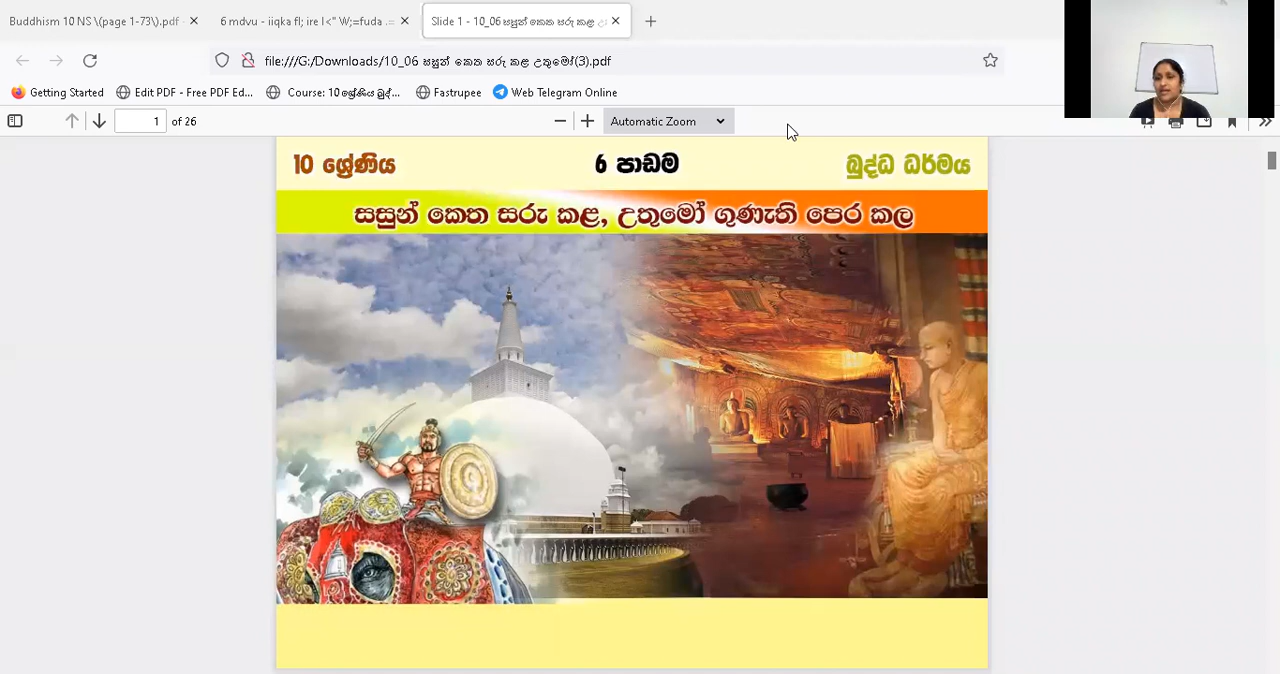 Buddhism 10 NS \(page 1-73\).pdf
6 mdvu - iiqka fl; ire l<" W;=fuda .=
Slide 1 - 10_06 සසුන් කෙත සරු කළ උ
file:///G:/Downloads/10_06 සසුන් කෙත සරු කළ උතුමෝ(3).pdf
Getting Started
Edit PDF - Free PDF Ed...
Course: 10 ශ්‍රේණිය බුද්...
Fastrupee
Web Telegram Online
1 of 26
Automatic Zoom
10 ශ්‍රේණිය
6 පාඩම
බුද්ධ ධර්මය
සසුන් කෙත සරු කළ, උතුමෝ ගුණැති පෙර කල